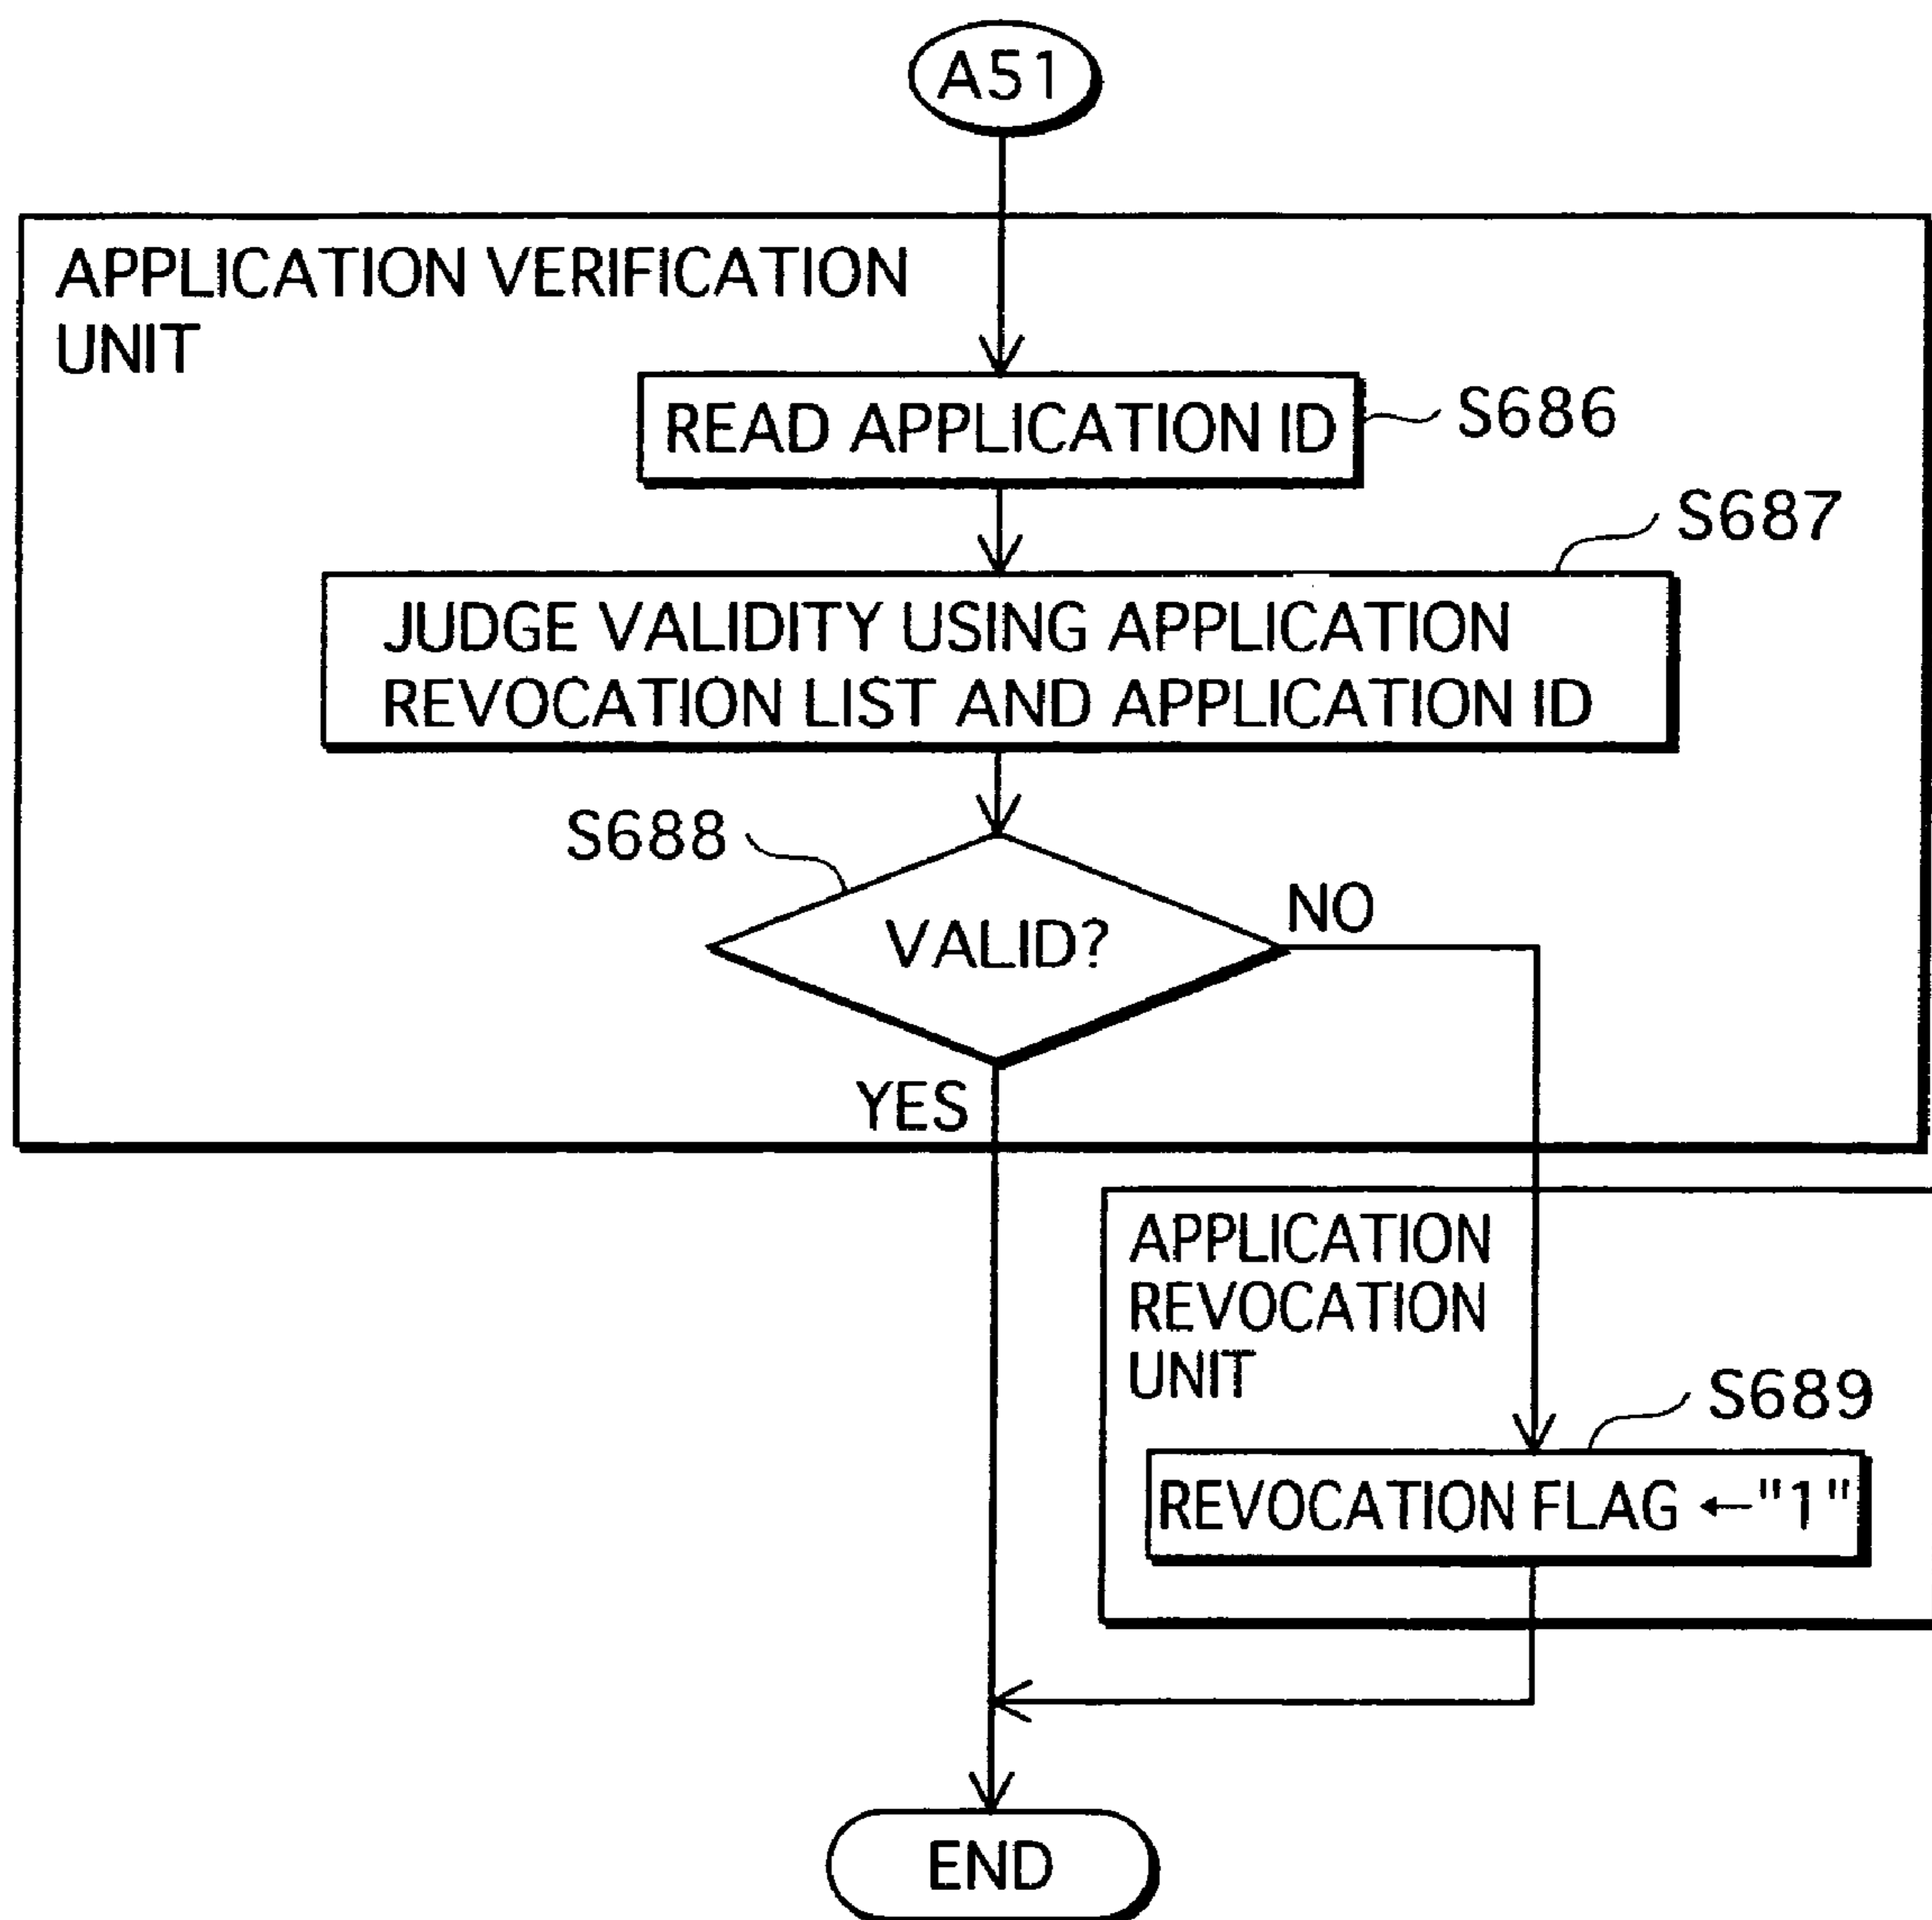 A51
APPLICATION VERIFICATION
UNIT
READ APPLICATION ID
S686
S687
JUDGE VALIDITY USING APPLICATION
REVOCATION LIST AND APPLICATION ID
S688
VALID?
NO
YES
APPLICATION
REVOCATION
UNIT
S689
REVOCATION FLAG ←"1"
END